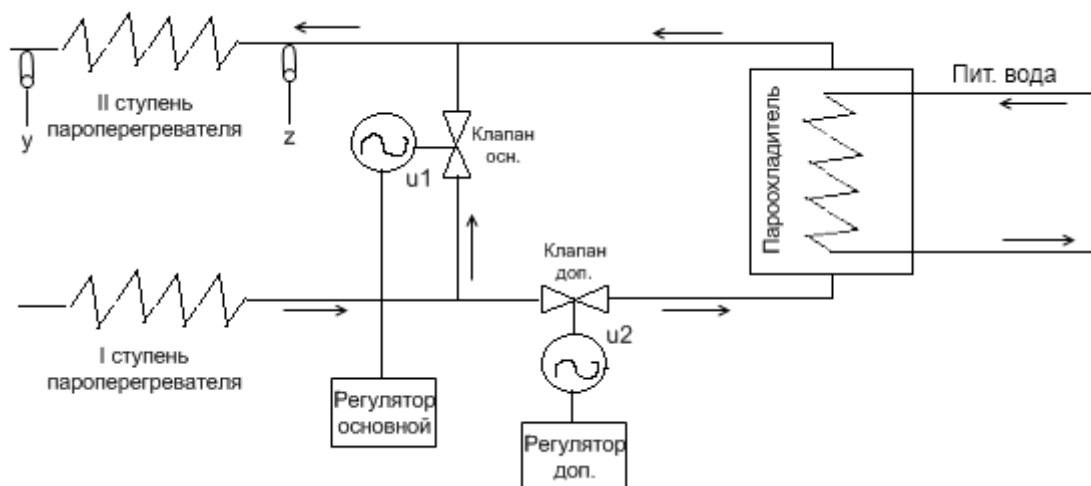 Пит. вода
II ступень
пароперегревателя
y
z
Клапан
осн.
u1
Пароохладитель
Клапан
доп.
u2
I ступень
пароперегревателя
Регулятор
основной
Регулятор
доп.